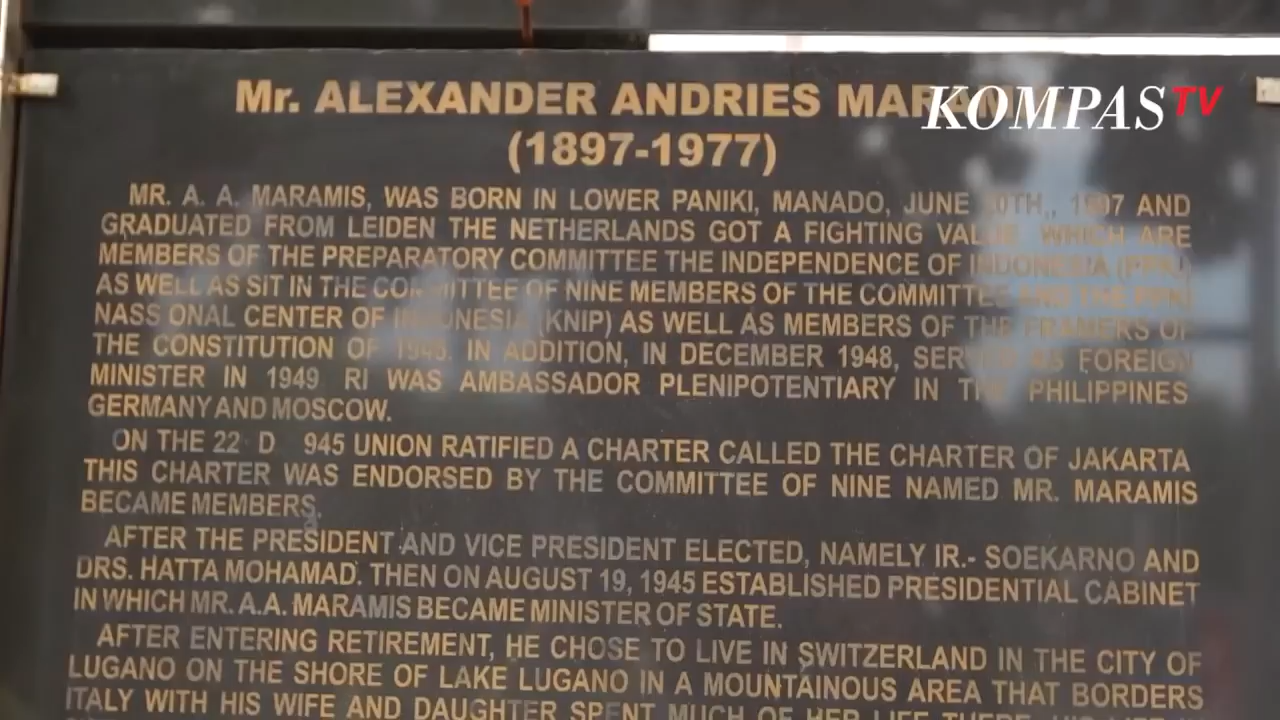 Mr. ALEXANDER ANDRIES
KOMPAS TV
(1897-1977)
MR. A. A. MARAMIS, WAS BORN IN LOWER PANIKI, MANADO, JUNE 1897 AND
GRADUATED FROM LEIDEN THE NETHERLANDS GOT A FIGHTING VALUE WHICH ARE
MEMBERS OF THE PREPARATORY COMMITTEE THE INDEPENDENCE OF INDONESIA (PPKI)
AS WELL AS SIT IN THE COMMITTEE OF NINE MEMBERS OF THE COMMITTEE AND THE
NASS ONAL CENTER OF INDONESIA (KNIP) AS WELL AS MEMBERS OF THE FRAMERS OF
THE CONSTITUTION OF 1945. IN ADDITION, IN DECEMBER 1948, SERVED AS FOREIGN
MINISTER IN 1949 RI WAS AMBASSADOR PLENIPOTENTIARY IN THE PHILIPPINES
GERMANY AND MOSCOW.
ON THE 22 D 945 UNION RATIFIED A CHARTER CALLED THE CHARTER OF JAKARTA
THIS CHARTER WAS ENDORSED BY THE COMMITTEE OF NINE NAMED MR. MARAMIS
BECAME MEMBERS.
AFTER THE PRESIDENT AND VICE PRESIDENT ELECTED, NAMELY IR.- SOEKARNO AND
DRS. HATTA MOHAMAD. THEN ON AUGUST 19, 1945 ESTABLISHED PRESIDENTIAL CABINET
IN WHICH MR. A.A. MARAMIS BECAME MINISTER OF STATE.
AFTER ENTERING RETIREMENT, HE CHOSE TO LIVE IN SWITZERLAND IN THE CITY OF
LUGANO ON THE SHORE OF LAKE LUGANO IN A MOUNTAINOUS AREA THAT BORDERS
ITALY WITH HIS WIFE AND DAUGHTER SPENT MUCH OF HER LIFE THERE